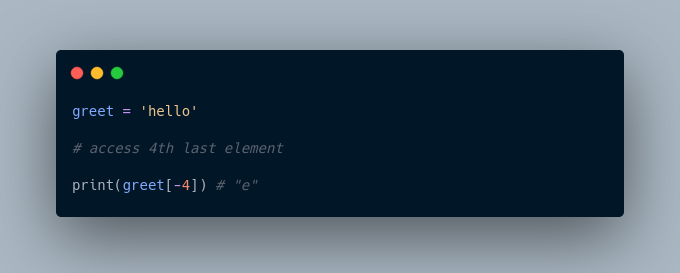 greet = 'hello'
# access 4th last element
print(greet[-4]) # "e"